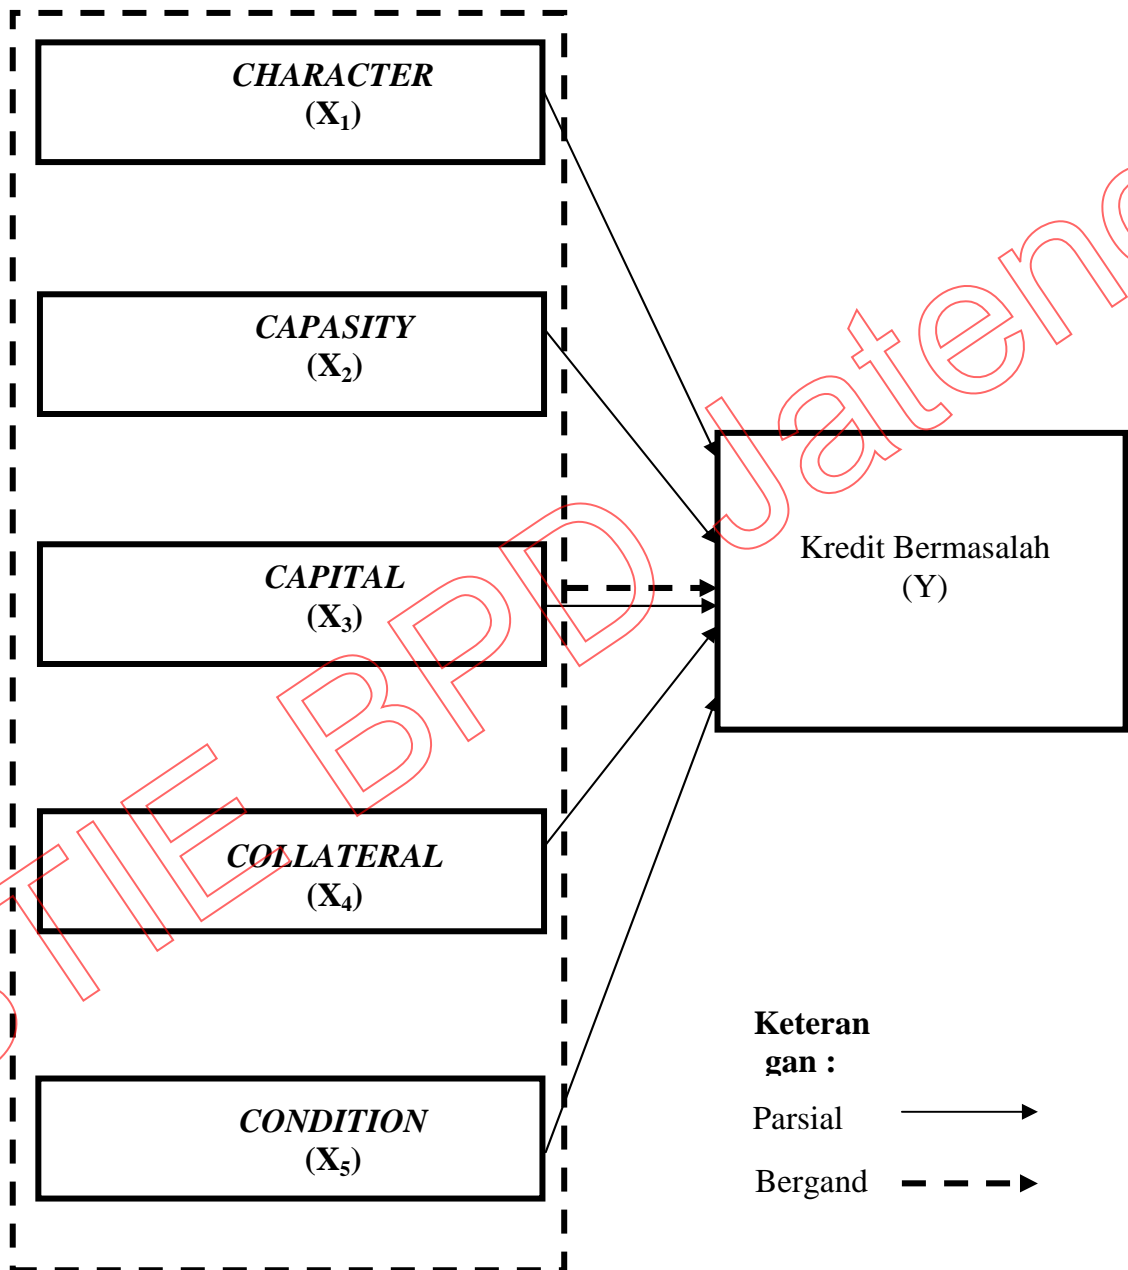 CHARACTER
(X₁)
CAPASITY
(X₂)
CAPITAL
(X₃)
COLLATERAL
(X₄)
CONDITION
(X₅)
Kredit Bermasalah
(Y)
Keteran
gan :
Parsial
Bergand
STIE BPD Jateng